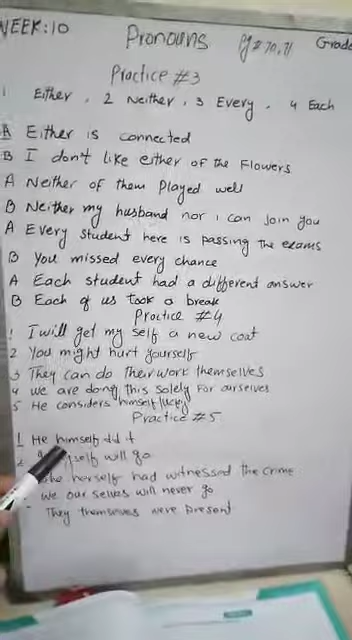 WEEK:10 Pronouns Pg # 70,71 Grade
Practice #3
1 Either, 2 Neither, 3 Every, 4 Each
A Either is connected
B I don't like either of the Flowers
A Neither of them played well
B Neither my husband nor i can join you
A Every student here is passing the exams
B You missed every chance
A Each student had a different answer
B Each of us took a break
Practice #4
1 I will get my self a new coat
2 You might hurt yourself
3 They can do their work themselves
4 we are doing this solely For ourselves
5 He considers himself lucky
Practice #5
1 He himself did it
2 will go
herself had witnessed the crime
we our selves will never go
They themselves were present